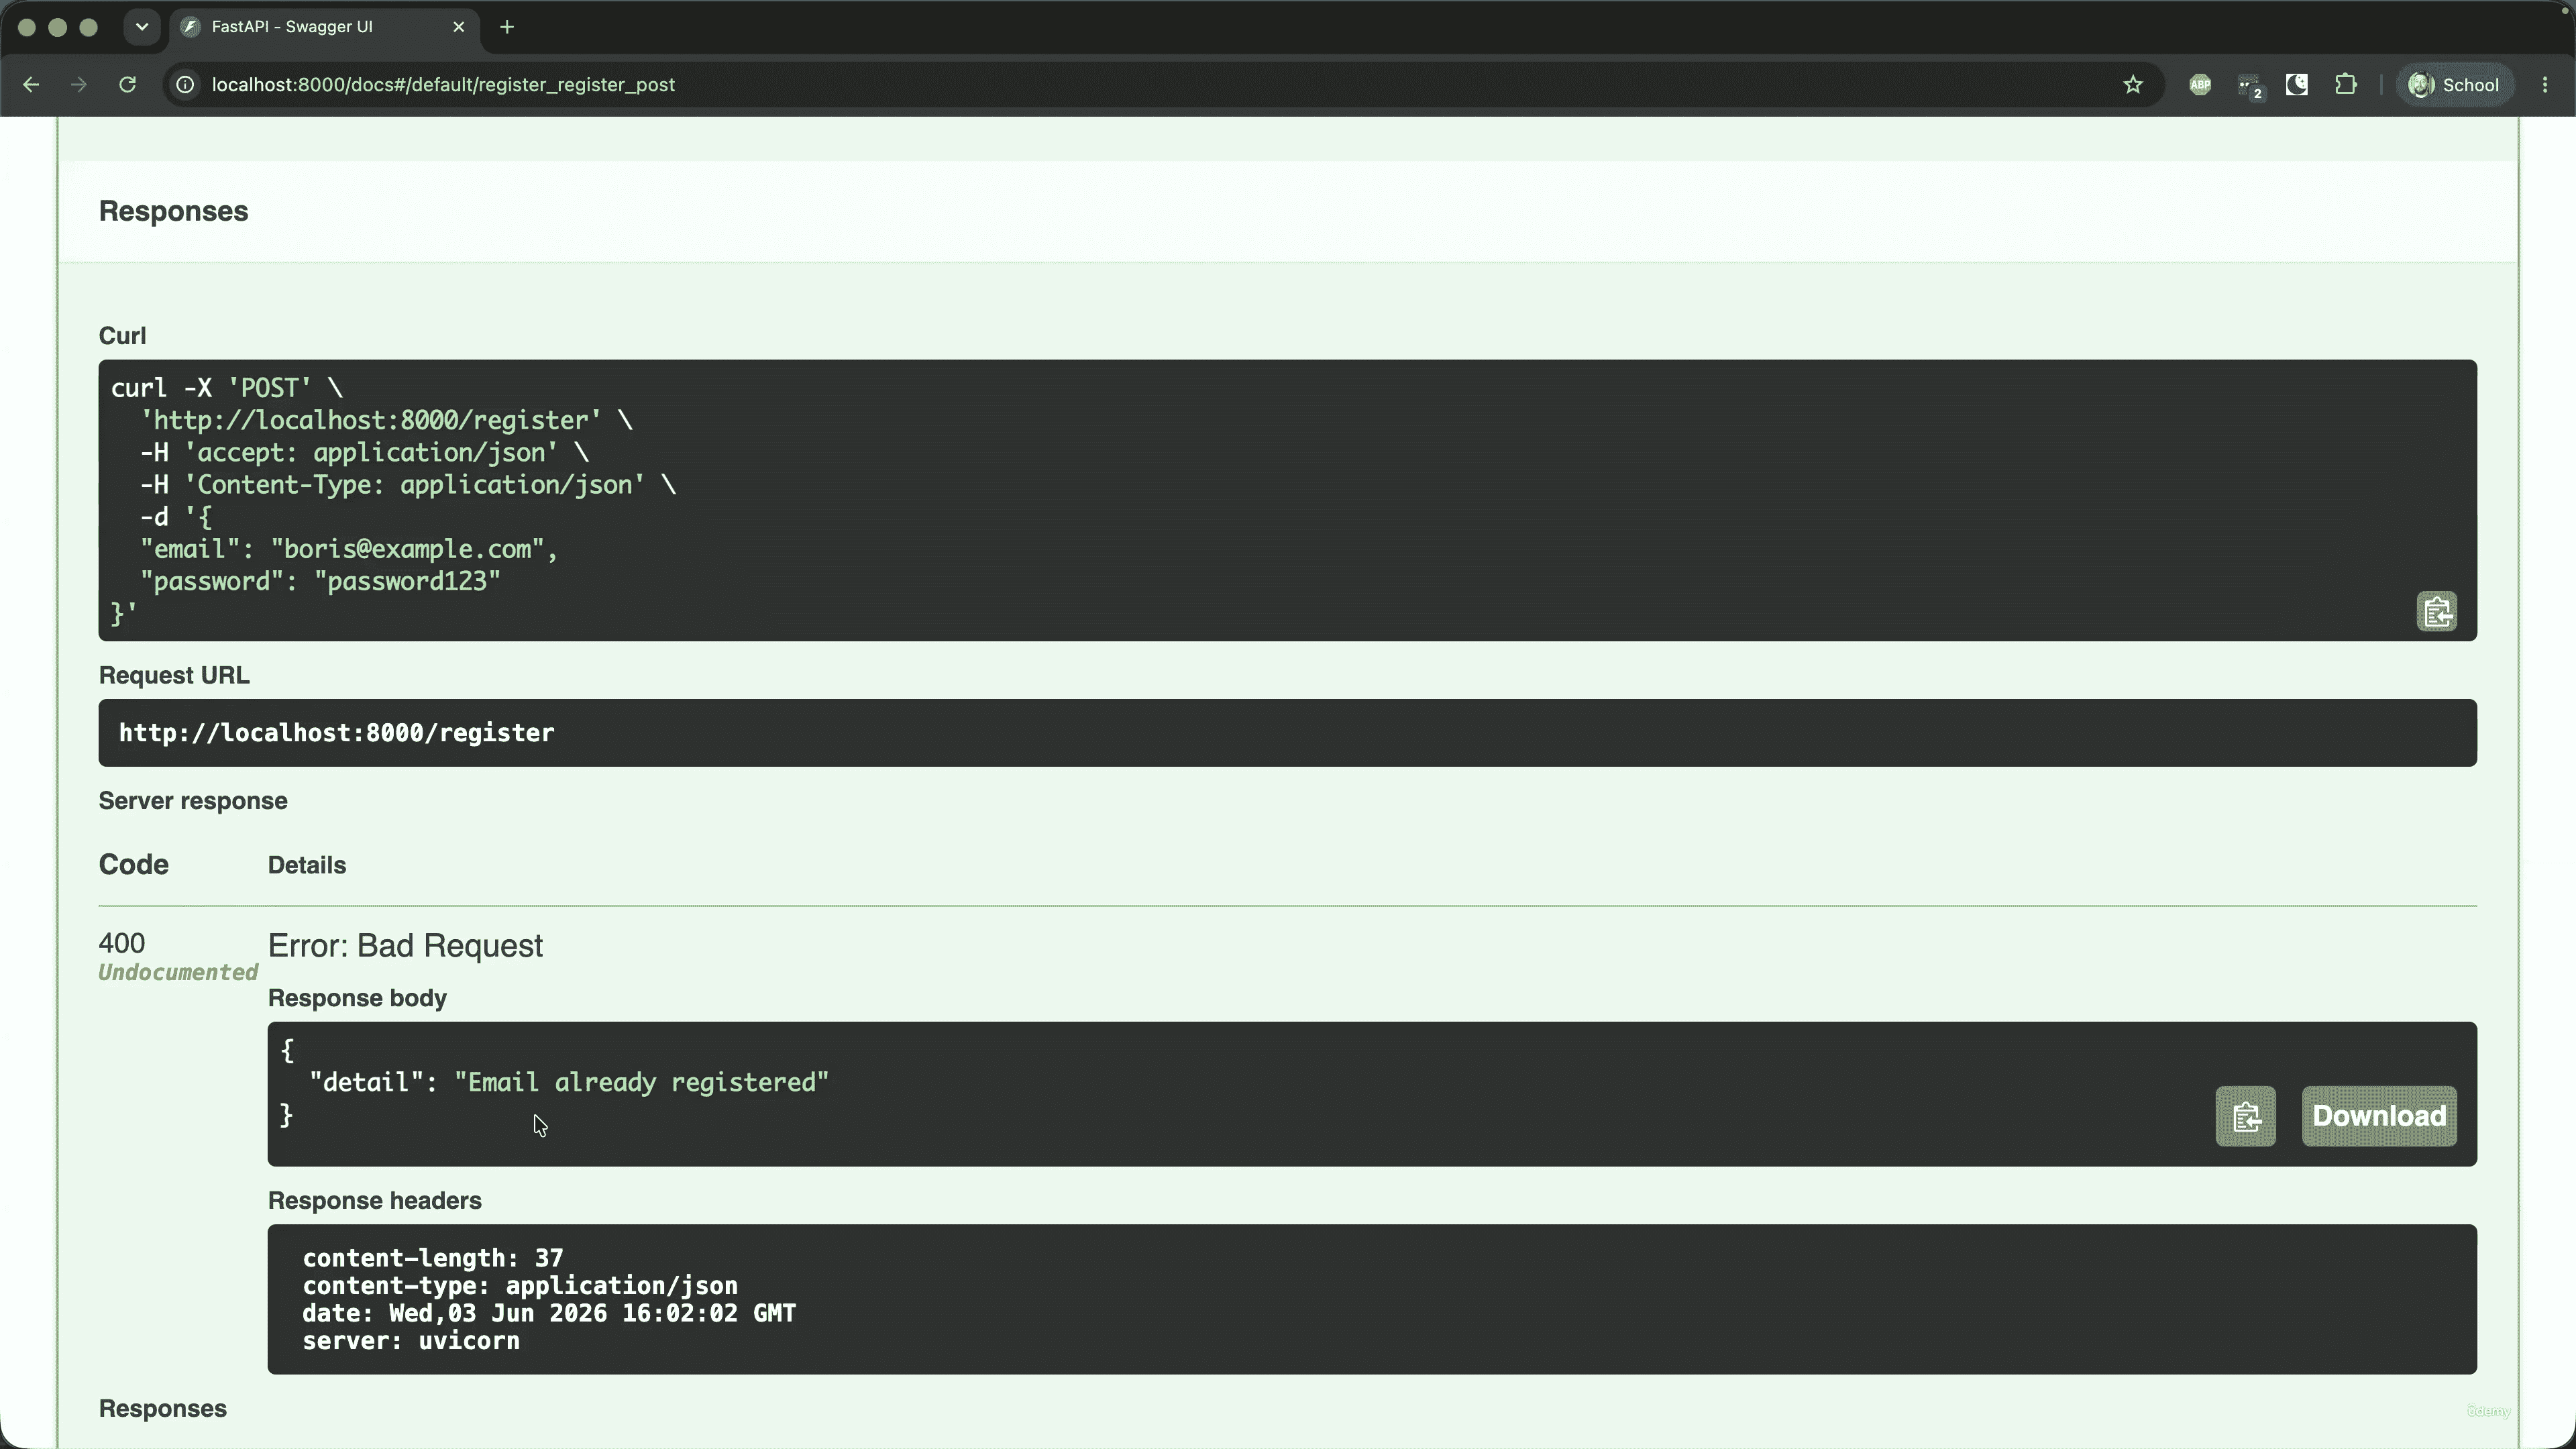 FastAPI - Swagger UI
localhost:8000/docs#/default/register_register_post
ABP
2
School
Responses
Curl
curl -X 'POST' \
'http://localhost:8000/register' \
-H 'accept: application/json' \
-H 'Content-Type: application/json' \
-d '{
"email": "boris@example.com",
"password": "password123"
}'
Request URL
http://localhost:8000/register
Server response
Code Details
400 Error: Bad Request
Undocumented
Response body
{
"detail": "Email already registered"
}
Download
Response headers
content-length: 37
content-type: application/json
date: Wed,03 Jun 2026 16:02:02 GMT
server: uvicorn
Responses
ûdemy